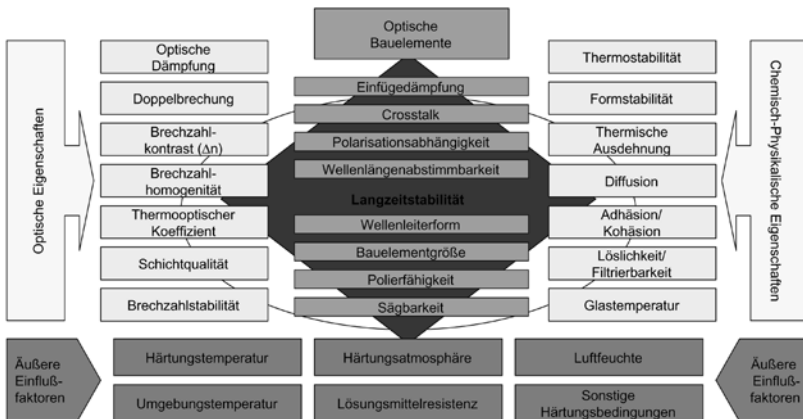 Optische
Bauelemente
Optische Eigenschaften
Optische
Dämpfung
Doppelbrechung
Brechzahl-
kontrast (Δn)
Brechzahl-
homogenität
Thermooptischer
Koeffizient
Schichtqualität
Brechzahlstabilität
Einfügedämpfung
Crosstalk
Polarisationsabhängigkeit
Wellenlängenabstimmbarkeit
Langzeitstabilität
Wellenleiterform
Bauelementgröße
Polierfähigkeit
Sägbarkeit
Thermostabilität
Formstabilität
Thermische
Ausdehnung
Diffusion
Adhäsion/
Kohäsion
Löslichkeit/
Filtrierbarkeit
Glastemperatur
Chemisch-Physikalische Eigenschaften
Äußere
Einfluß-
faktoren
Härtungstemperatur
Härtungsatmosphäre
Luftfeuchte
Umgebungstemperatur
Lösungsmittelresistenz
Sonstige
Härtungsbedingungen
Äußere
Einfluß-
faktoren